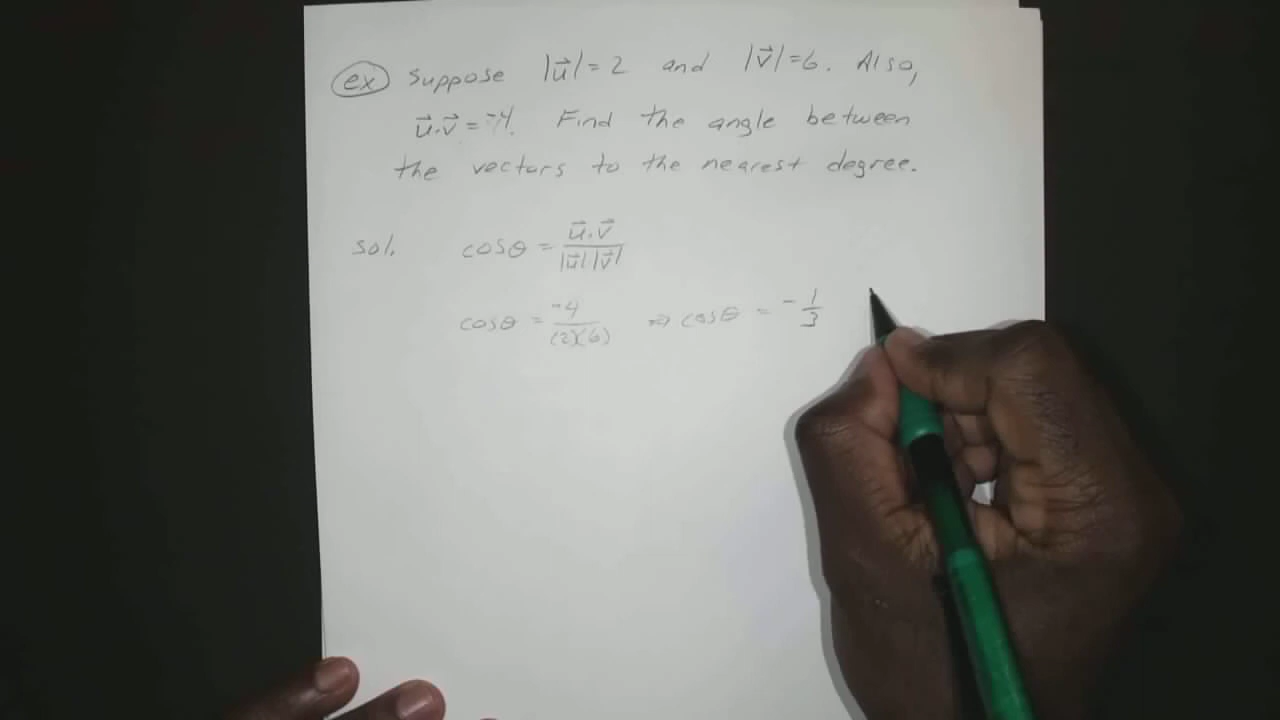 ex Suppose |u⃗|=2 and |v⃗|=6. Also,
u⃗.v⃗=-4. Find the angle between
the vectors to the nearest degree.
sol. cosθ = u⃗.v⃗/|u⃗||v⃗|
cosθ = -4/(2)(6) ⇒ cosθ = -1/3